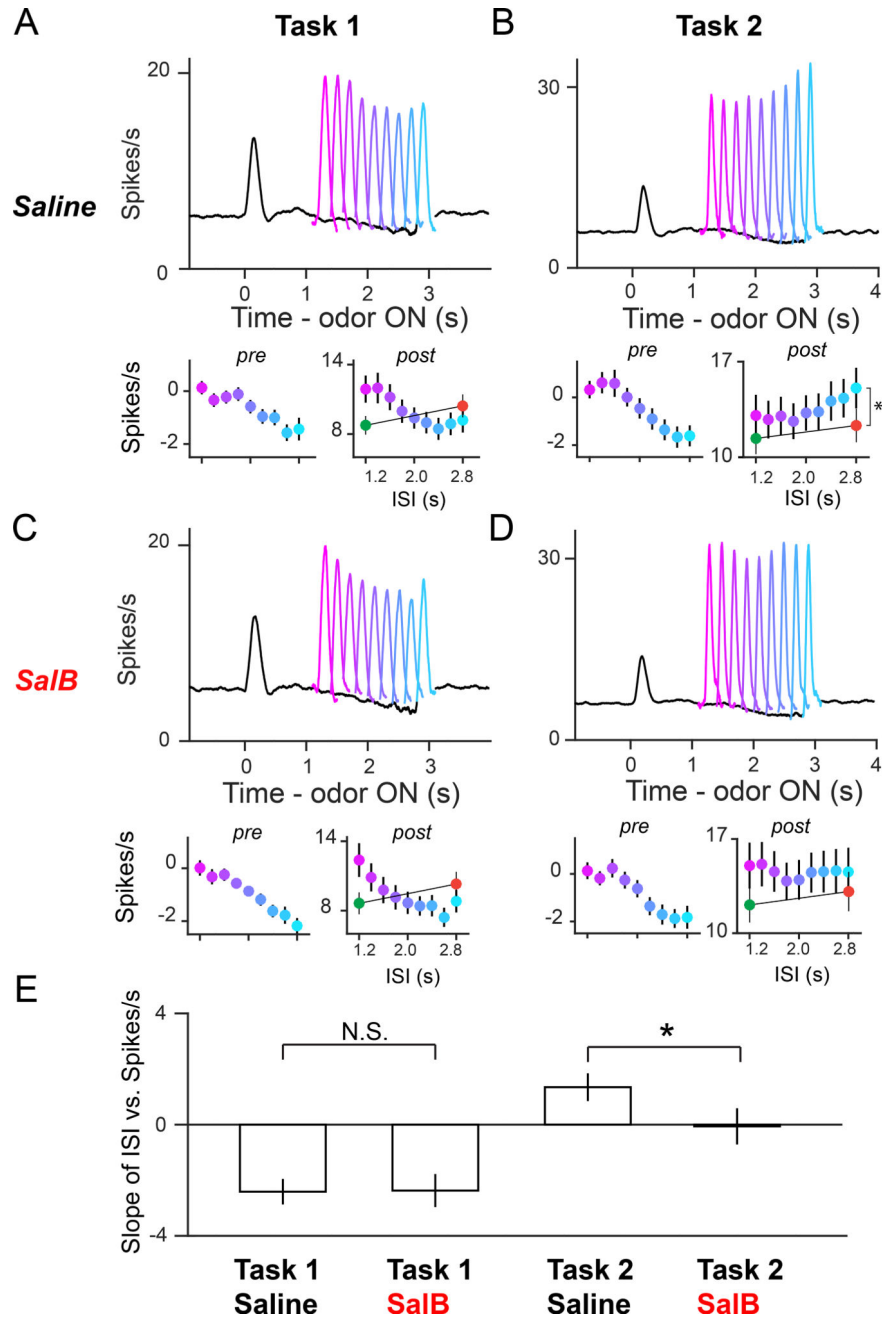 A
Task 1
B
Task 2
Saline
Spikes/s
20
0
0 1 2 3
Time - odor ON (s)
30
0
0 1 2 3 4
Time - odor ON (s)
Spikes/s
pre
0
-2
post
14
8
1.2 2.0 2.8
ISI (s)
pre
0
-2
post
17
10
*
1.2 2.0 2.8
ISI (s)
C
D
SalB
Spikes/s
20
0
0 1 2 3
Time - odor ON (s)
30
0
0 1 2 3 4
Time - odor ON (s)
Spikes/s
pre
0
-2
post
14
8
1.2 2.0 2.8
ISI (s)
pre
0
-2
post
17
10
1.2 2.0 2.8
ISI (s)
E
Slope of ISI vs. Spikes/s
4
0
-4
N.S.
*
Task 1 Task 1 Task 2 Task 2
Saline SalB Saline SalB